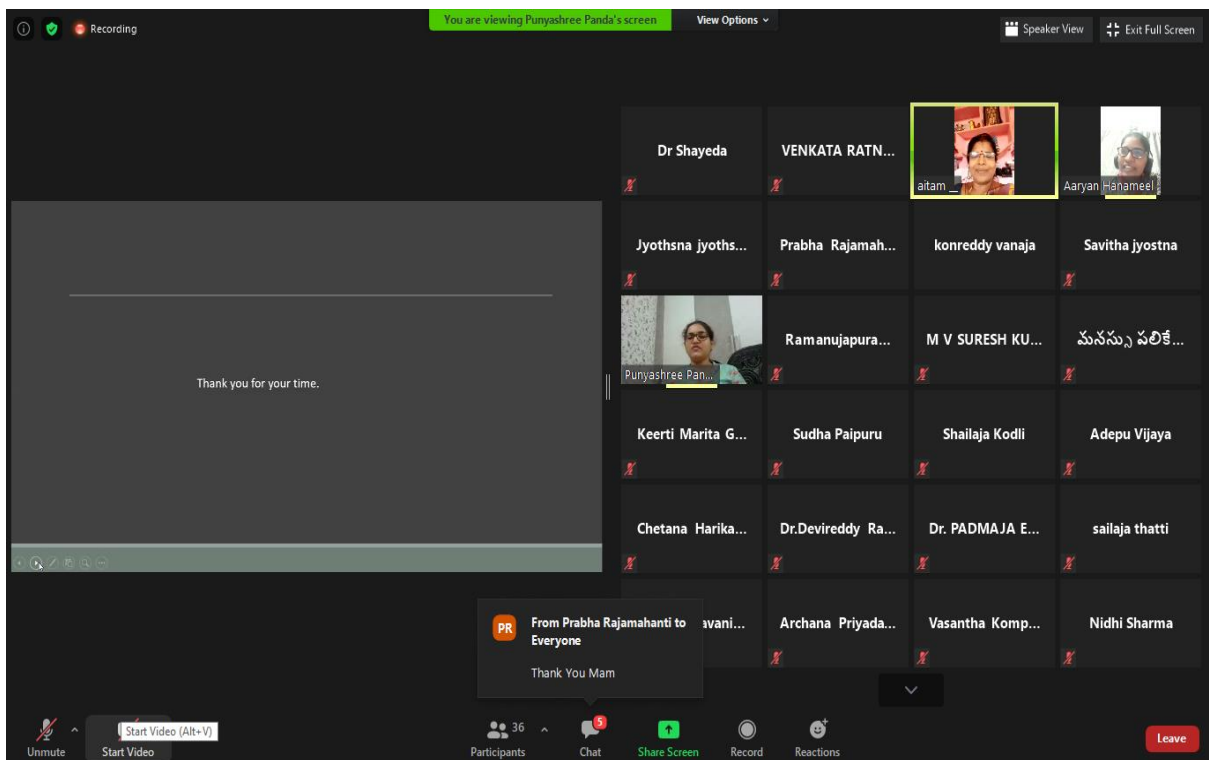 Recording
You are viewing Punyashree Panda's screen
View Options
Speaker View
Exit Full Screen
Dr Shayeda
VENKATA RATN...
aitam _
Aaryan Hanameel
Jyothsna jyoths...
Prabha Rajamah...
konreddy vanaja
Savitha jyostna
Punyashree Pan...
Ramanujapura...
M V SURESH KU...
మనస్సు పలికే...
Thank you for your time.
Keerti Marita G...
Sudha Paipuru
Shailaja Kodli
Adepu Vijaya
Chetana Harika...
Dr.Devireddy Ra...
Dr. PADMAJA E...
sailaja thatti
avani...
Archana Priyada...
Vasantha Komp...
Nidhi Sharma
PR
From Prabha Rajamahanti to
Everyone
Thank You Mam
Unmute
Start Video (Alt+V)
Start Video
36
Participants
5
Chat
Share Screen
Record
Reactions
Leave